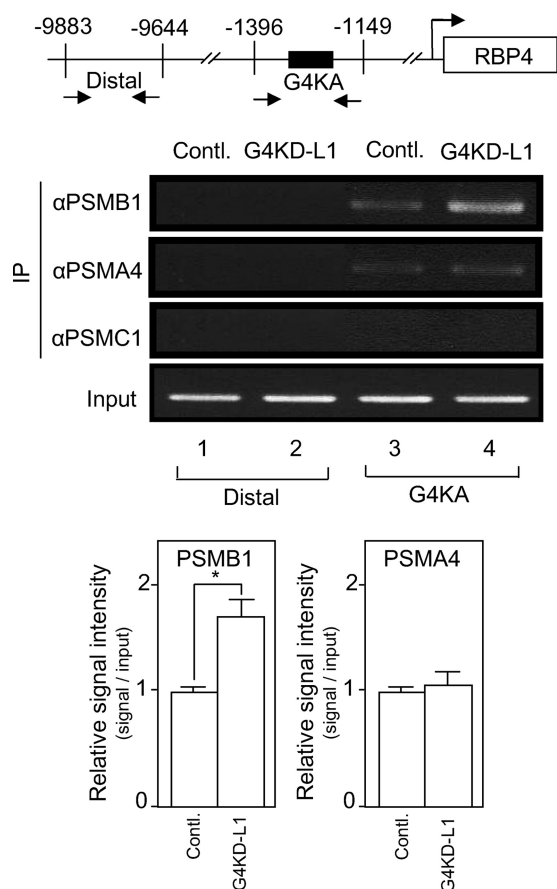 -9883 -9644 -1396 -1149
Distal G4KA RBP4
Contl. G4KD-L1 Contl. G4KD-L1
IP
αPSMB1
αPSMA4
αPSMC1
Input
1 2 3 4
Distal G4KA
PSMB1
Relative signal intensity
(signal / input)
2
1
0
*
Contl.
G4KD-L1
PSMA4
Relative signal intensity
(signal / input)
2
1
0
Contl.
G4KD-L1